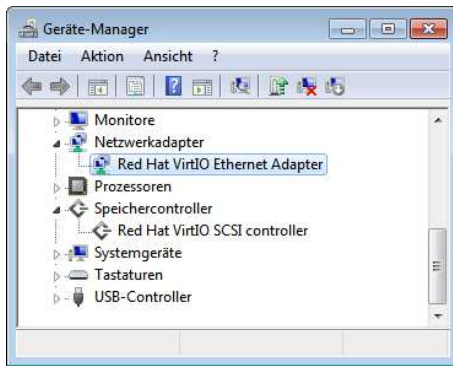 Geräte-Manager
Datei Aktion Ansicht ?
Monitore
Netzwerkadapter
Red Hat VirtIO Ethernet Adapter
Prozessoren
Speichercontroller
Red Hat VirtIO SCSI controller
Systemgeräte
Tastaturen
USB-Controller